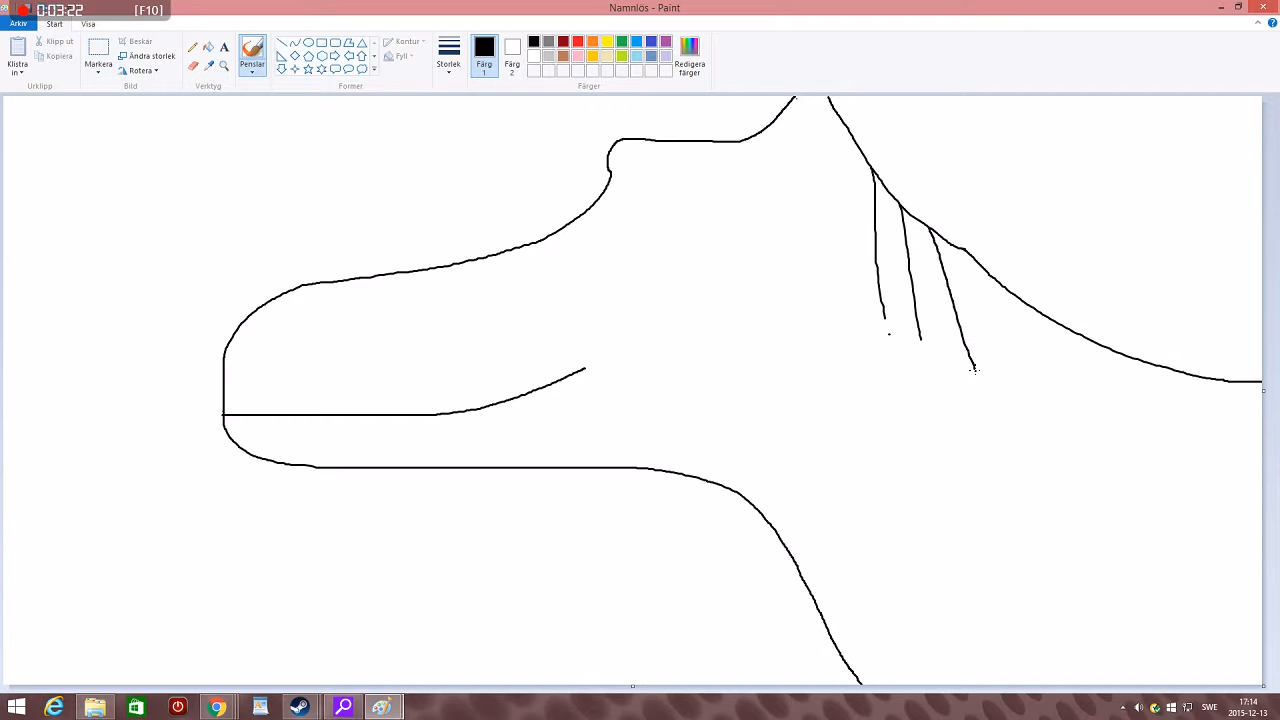 0:03:22 [F10]
Namnlös - Paint
Arkiv Start Visa
Klistra in
Klipp ut
Kopiera
Urklipp
Markera
Beskär
Ändra storlek
Rotera
Bild
Verktyg
Penslar
Kontur
Fyll
Former
Storlek
Färg 1
Färg 2
Redigera färger
Färger
SWE
17:14
2015-12-13